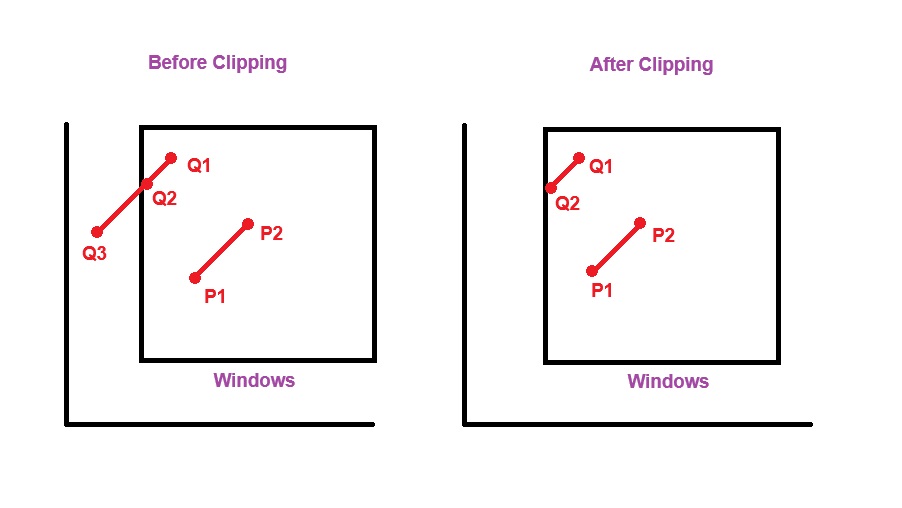 Before Clipping
Q1
Q2
Q3
P2
P1
Windows
After Clipping
Q1
Q2
P2
P1
Windows